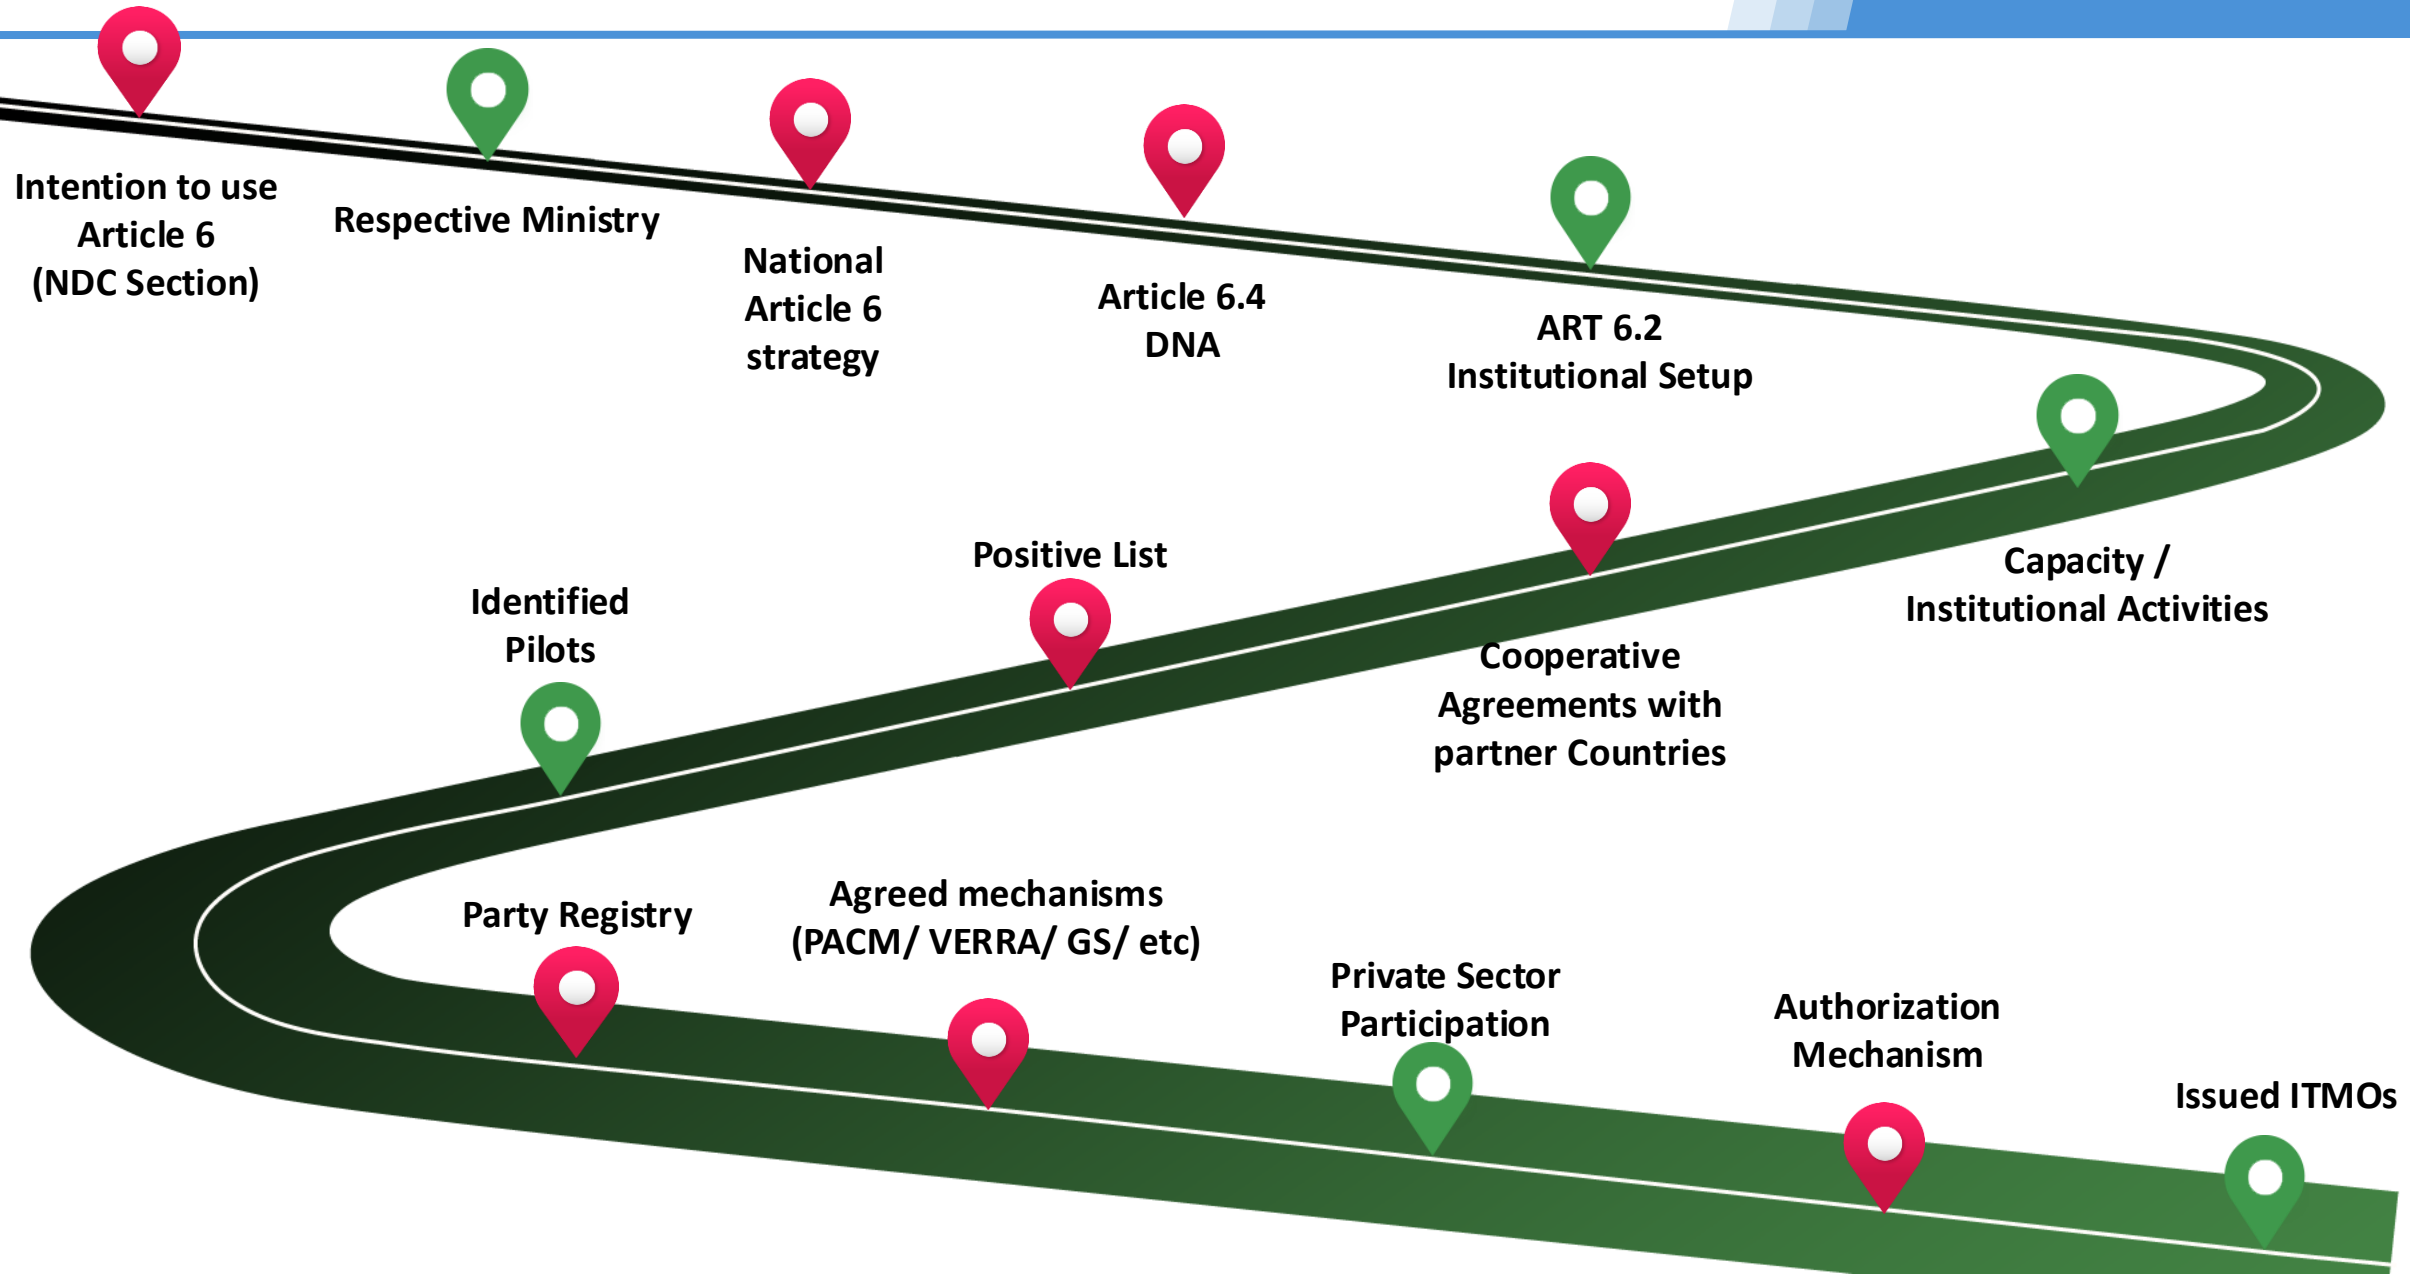 Intention to use
Article 6
(NDC Section)
Respective Ministry
National
Article 6
strategy
Article 6.4
DNA
ART 6.2
Institutional Setup
Capacity /
Institutional Activities
Cooperative
Agreements with
partner Countries
Positive List
Identified
Pilots
Party Registry
Agreed mechanisms
(PACM/ VERRA/ GS/ etc)
Private Sector
Participation
Authorization
Mechanism
Issued ITMOs